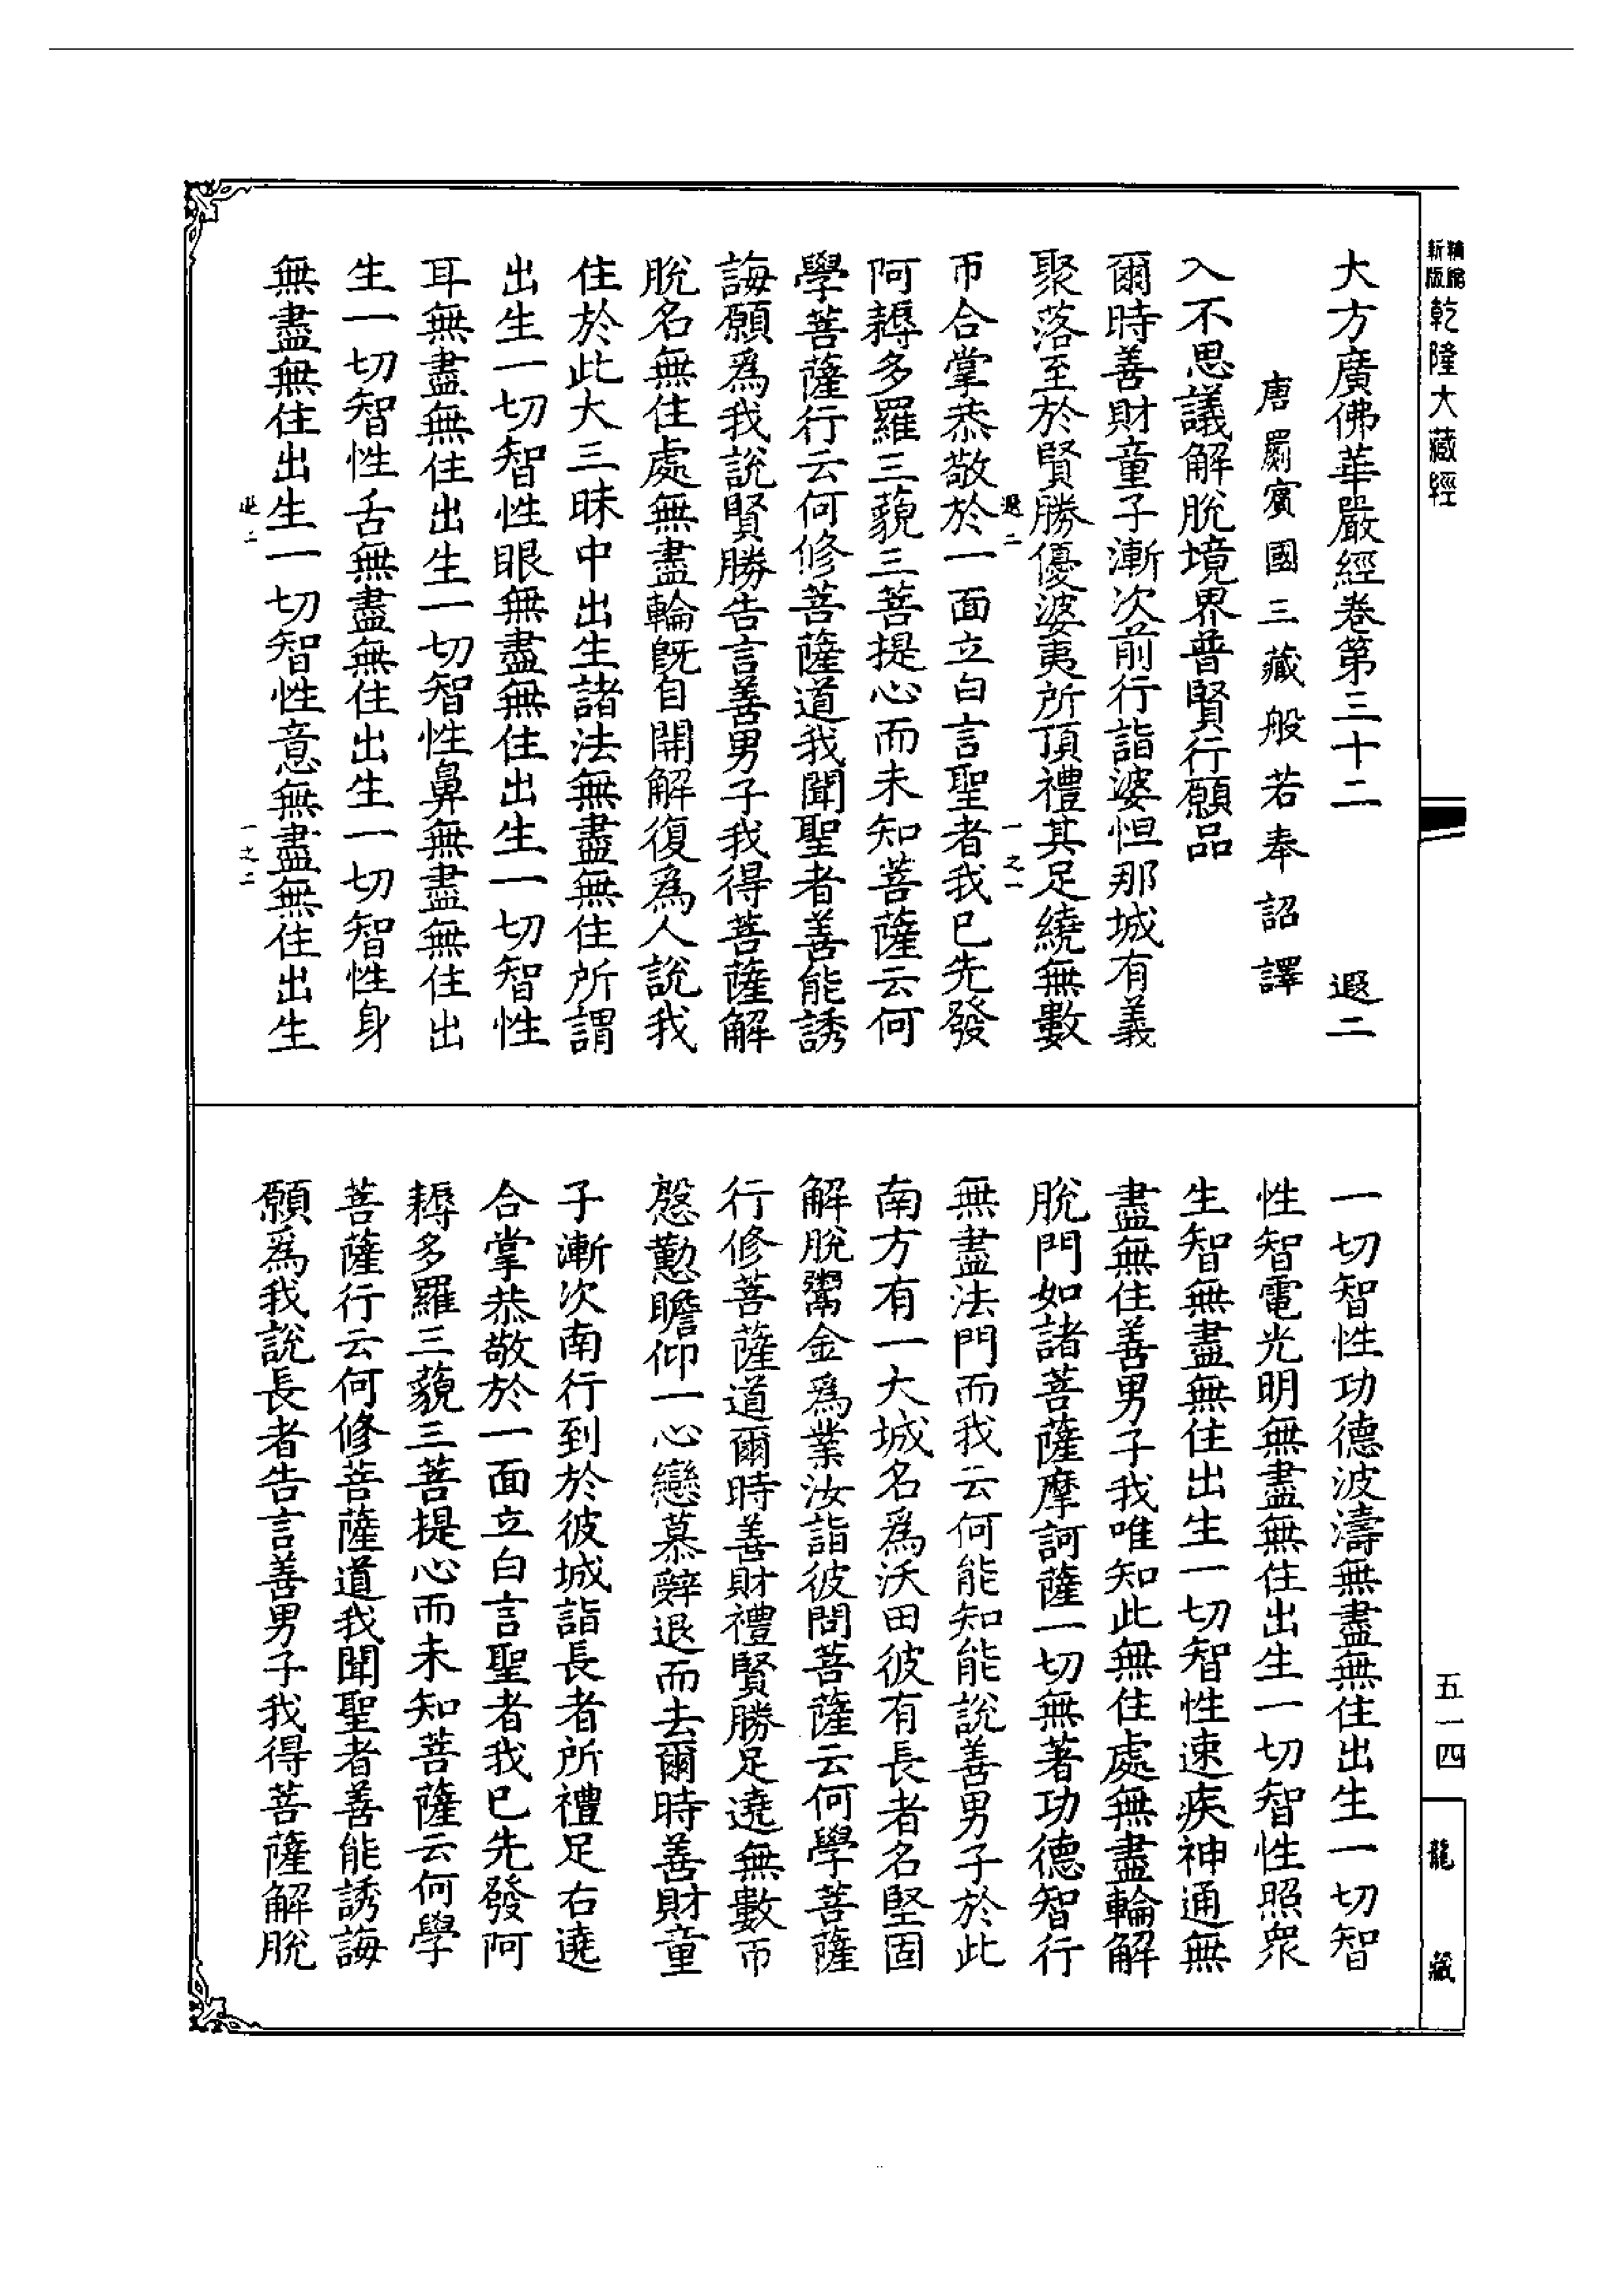 新版 精縮 乾隆大藏經
大方廣佛華嚴經卷第三十二 遐二
唐罽賓國三藏般若奉詔譯
入不思議解脫境界普賢行願品
爾時善財童子漸次前行詣婆怛那城有義
聚落至於賢勝優婆夷所頂禮其足繞無數
遐二 一之一
帀合掌恭敬於一面立白言聖者我已先發
阿耨多羅三藐三菩提心而未知菩薩云何
學菩薩行云何修菩薩道我聞聖者善能誘
誨願爲我說賢勝告言善男子我得菩薩解
脫名無住處無盡輪旣自開解復爲人說我
住於此大三昧中出生諸法無盡無住所謂
出生一切智性眼無盡無住出生一切智性
耳無盡無住出生一切智性鼻無盡無住出
生一切智性舌無盡無住出生一切智性身
無盡無住出生一切智性意無盡無住出生
遐二 一之二
一切智性功德波濤無盡無住出生一切智
性智電光明無盡無住出生一切智性照衆
生智無盡無住出生一切智性速疾神通無
盡無住善男子我唯知此無住處無盡輪解
脫門如諸菩薩摩訶薩一切無著功德智行
無盡法門而我云何能知能說善男子於此
南方有一大城名爲沃田彼有長者名堅固
解脫鬻金爲業汝詣彼問菩薩云何學菩薩
行修菩薩道爾時善財禮賢勝足遶無數帀
慇懃瞻仰一心戀慕辭退而去爾時善財童
子漸次南行到於彼城詣長者所禮足右遶
合掌恭敬於一面立白言聖者我已先發阿
耨多羅三藐三菩提心而未知菩薩云何學
菩薩行云何修菩薩道我聞聖者善能誘誨
願爲我說長者告言善男子我得菩薩解脫
五一四
龍藏